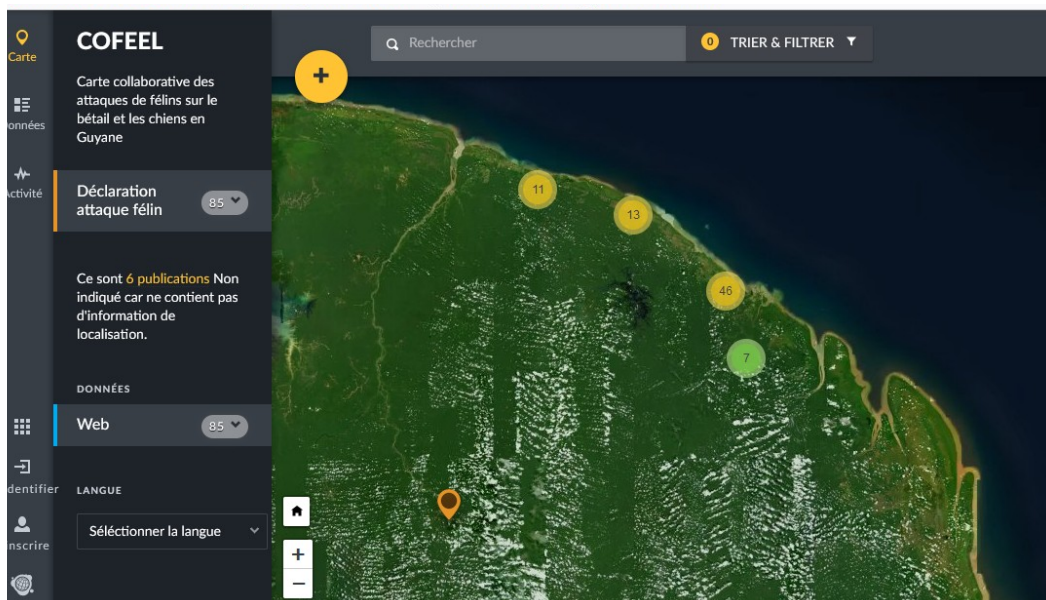 Carte
onnées
Activité
dentifier
nscrire
COFEEL
Carte collaborative des
attaques de félins sur le
bétail et les chiens en
Guyane
Déclaration
attaque félin
85
Ce sont 6 publications Non
indiqué car ne contient pas
d'information de
localisation.
DONNÉES
Web
85
LANGUE
Séléctionner la langue
+
Rechercher
0 TRIER & FILTRER
11
13
46
7
+
−